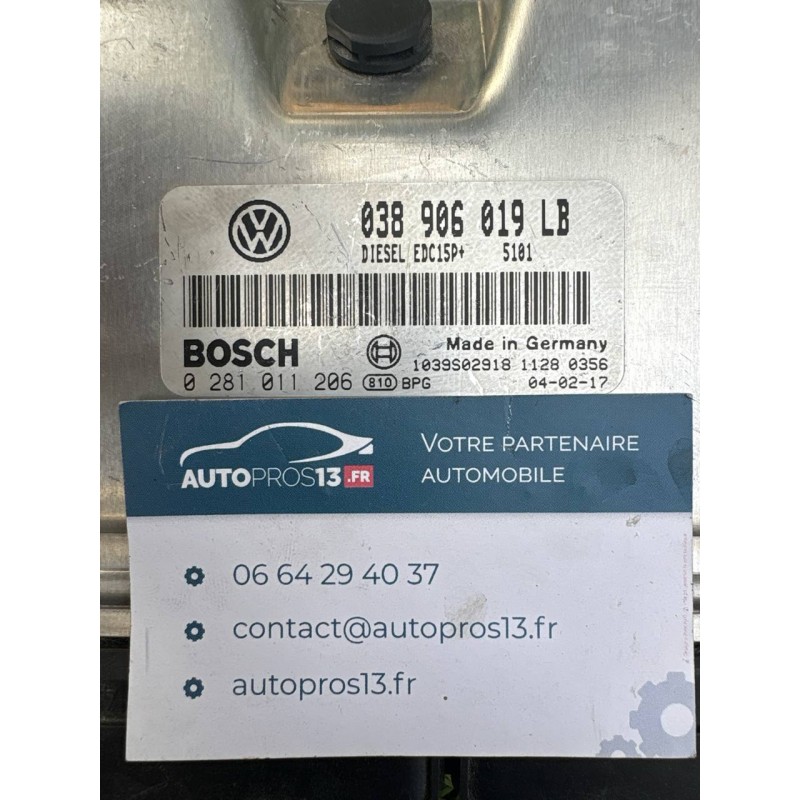 038 906 019 LB
DIESEL EDC15P+ 5101
BOSCH
Made in Germany
1039S02918 1128 0356
0 281 011 206 810 BPG 04-02-17
AUTOPROS13.FR
VOTRE PARTENAIRE
AUTOMOBILE
06 64 29 40 37
contact@autopros13.fr
autopros13.fr